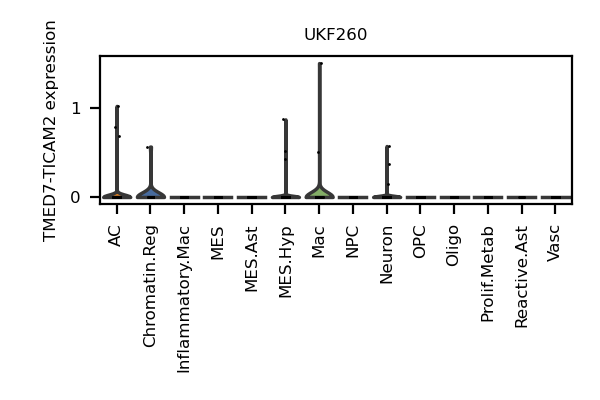 UKF260
TMED7-TICAM2 expression
1
0
AC
Chromatin.Reg
Inflammatory.Mac
MES
MES.Ast
MES.Hyp
Mac
NPC
Neuron
OPC
Oligo
Prolif.Metab
Reactive.Ast
Vasc